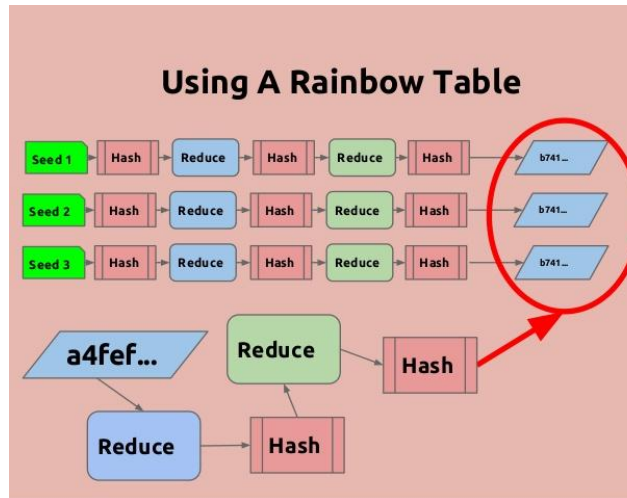 Using A Rainbow Table
Seed 1 Hash Reduce Hash Reduce Hash b741...
Seed 2 Hash Reduce Hash Reduce Hash b741...
Seed 3 Hash Reduce Hash Reduce Hash b741...
a4fef...
Reduce
Hash
Reduce
Hash